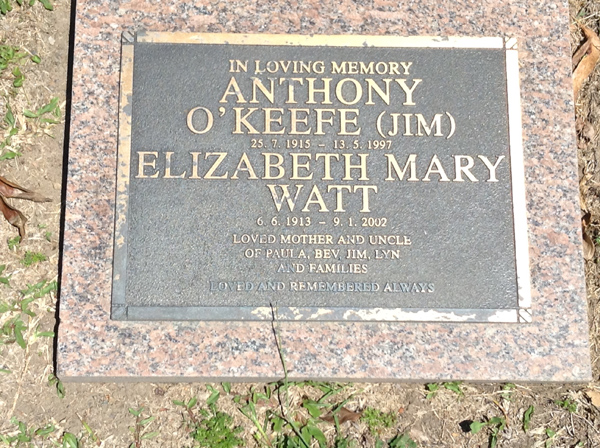 IN LOVING MEMORY
ANTHONY
O'KEEFE (JIM)
25. 7. 1915 - 13. 5. 1997
ELIZABETH MARY
WATT
6. 6. 1913 - 9. 1. 2002
LOVED MOTHER AND UNCLE
OF PAULA, BEV, JIM, LYN
AND FAMILIES
LOVED AND REMEMBERED ALWAYS